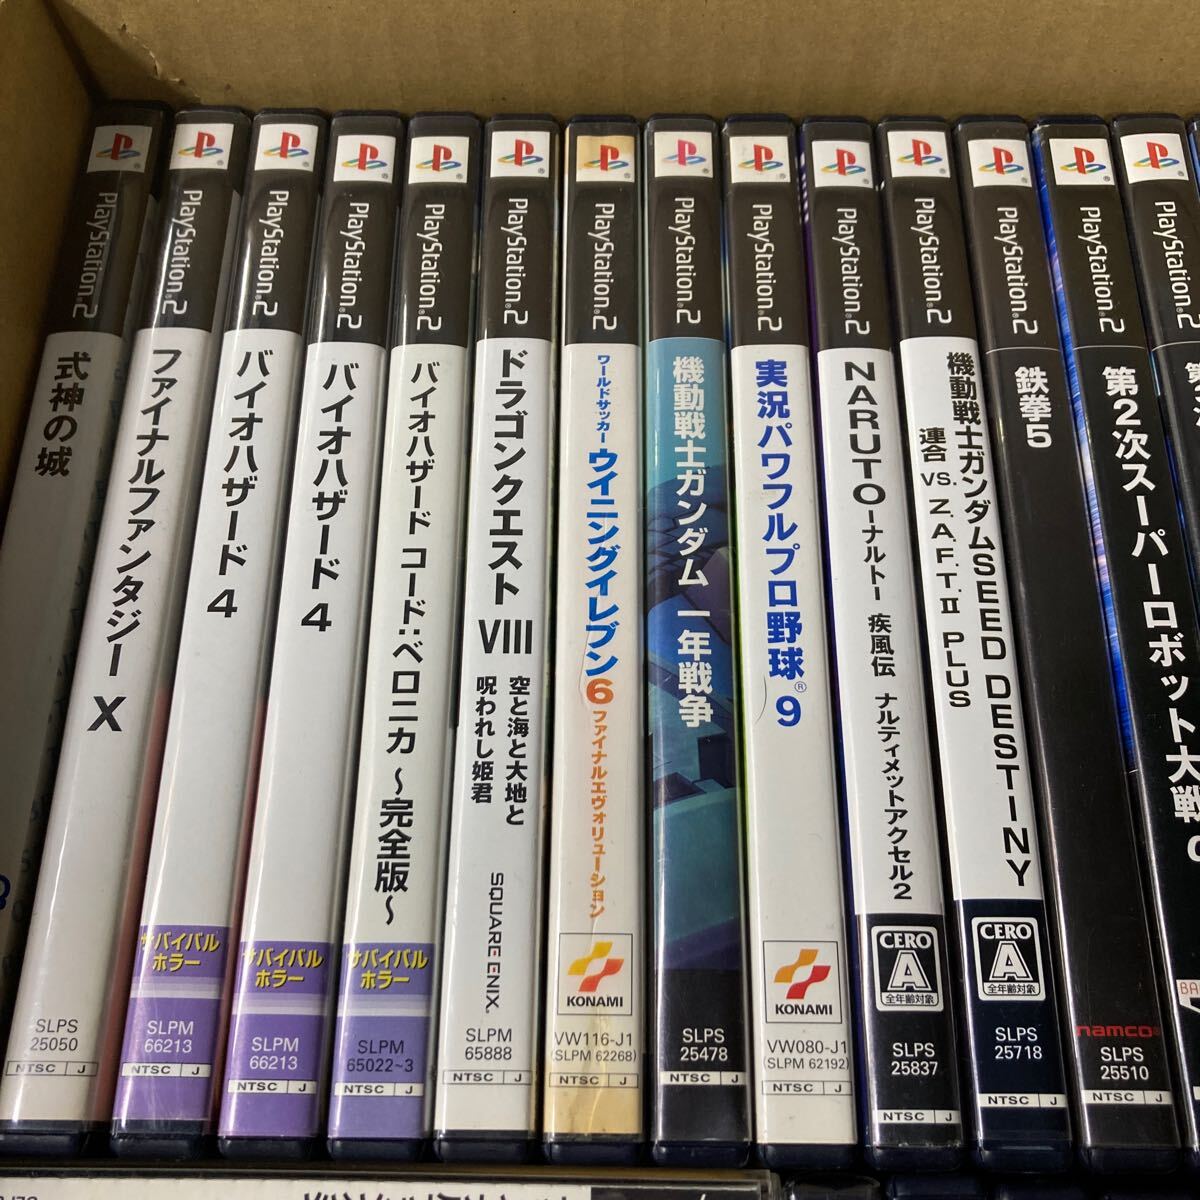 PlayStation®2
式神の城
PlayStation®2
ファイナルファンタジー X
SLPS
25050
NTSC J
PlayStation®2
バイオハザード 4
サバイバル
ホラー
SLPM
66213
NTSC J
PlayStation®2
バイオハザード 4
サバイバル
ホラー
SLPM
66213
NTSC J
PlayStation®2
バイオハザード コード:ベロニカ ~完全版~
サバイバル
ホラー
SLPM
65022~3
NTSC J
PlayStation®2
ドラゴンクエスト VIII
空と海と大地と
呪われし姫君
SQUARE ENIX.
SLPM
65888
NTSC J
PlayStation®2
ワールドサッカー ウイニングイレブン6 ファイナルエヴォリューション
KONAMI
VW116-J1
(SLPM 62268)
NTSC J
PlayStation®2
機動戦士ガンダム 一年戦争
SLPS
25478
NTSC J
PlayStation®2
実況パワフルプロ野球®9
KONAMI
VW080-J1
(SLPM 62192)
NTSC J
PlayStation®2
NARUTO-ナルト- 疾風伝 ナルティメットアクセル2
CERO
A
全年齢対象
SLPS
25837
NTSC J
PlayStation®2
機動戦士ガンダムSEED DESTINY
連合 VS. Z.A.F.T. II PLUS
CERO
A
全年齢対象
SLPS
25718
NTSC J
PlayStation®2
鉄拳5
namco®
SLPS
25510
NTSC J
PlayStation®2
第2次スーパーロボット大戦
PlayStation®2